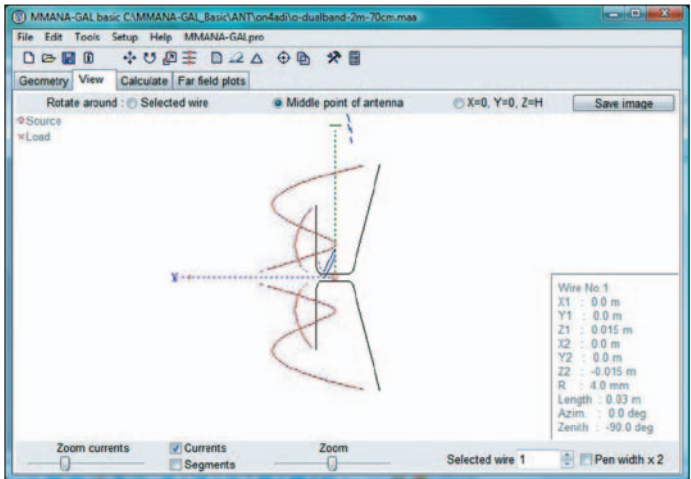 MMANA-GAL basic C:\MMANA-GAL_Basic\ANT\on4adi\o-dualband-2m-70cm.maa
File Edit Tools Setup Help MMANA-GALpro
Geometry View Calculate Far field plots
Rotate around : Selected wire Middle point of antenna X=0, Y=0, Z=H Save image
Source
Load
Wire No.1
X1 : 0.0 m
Y1 : 0.0 m
Z1 : 0.015 m
X2 : 0.0 m
Y2 : 0.0 m
Z2 : -0.015 m
R : 4.0 mm
Length : 0.03 m
Azim. : 0.0 deg
Zenith : -90.0 deg
Zoom currents Currents Zoom
Segments Selected wire 1 Pen width x 2